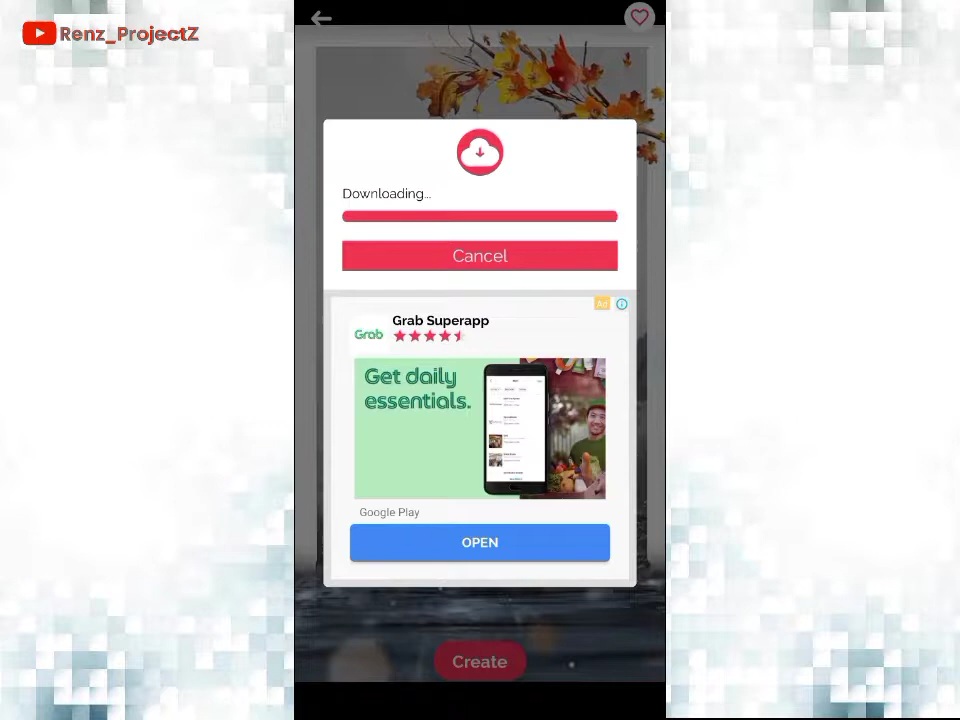 Renz_ProjectZ
Downloading...
Cancel
Ad
Grab
Grab Superapp
Get daily
essentials.
Google Play
OPEN
Create